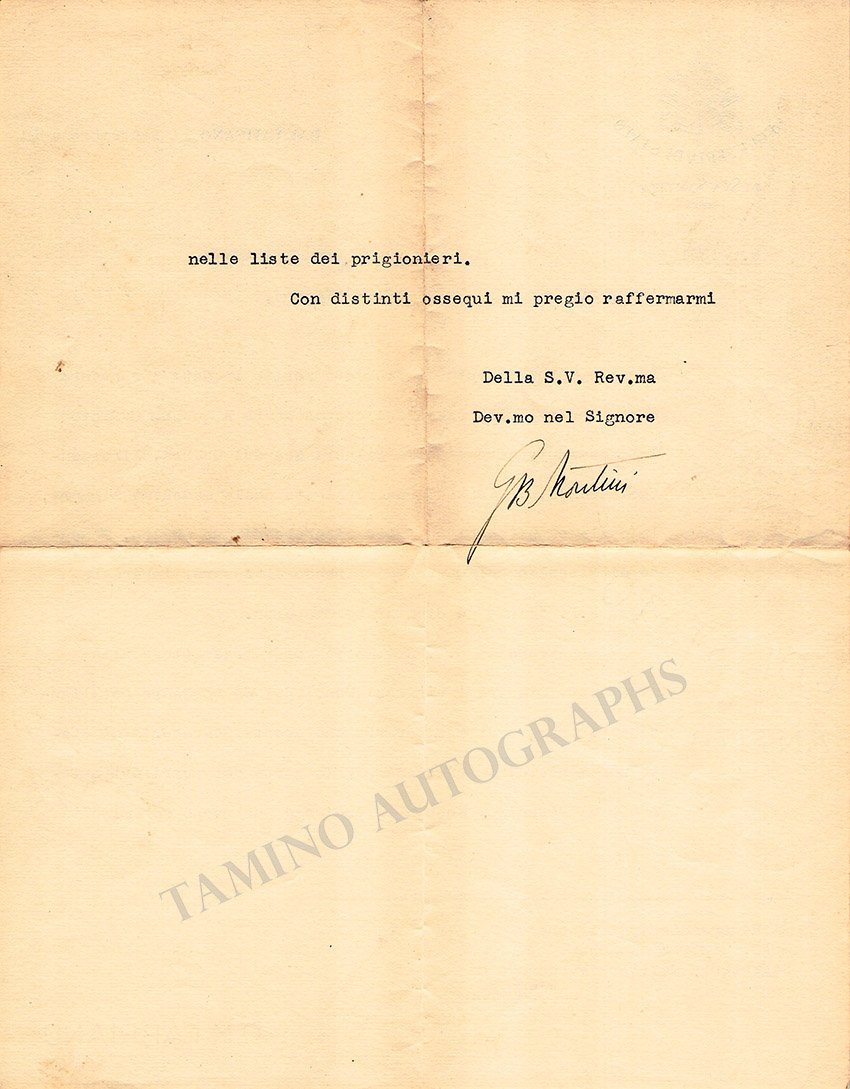 nelle liste dei prigionieri.
Con distinti ossequi mi pregio raffermarmi
Della S.V. Rev.ma
Dev.mo nel Signore
GB Montini
TAMINO AUTOGRAPHS